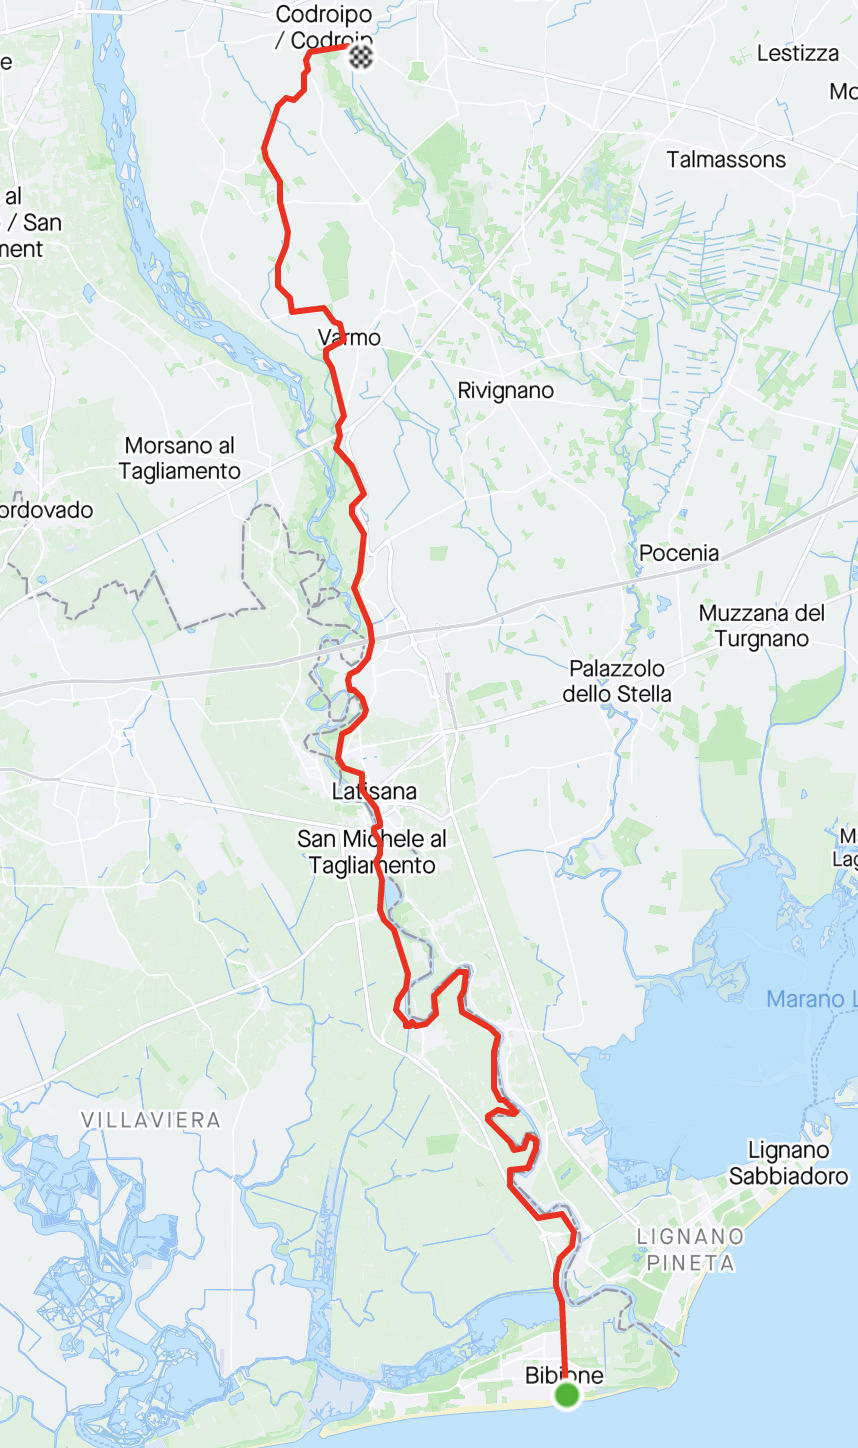 Codroipo
/ Codroip
Lestizza
Mo
e
Talmassons
al
/ San
ment
Varmo
Rivignano
Morsano al
Tagliamento
ordovado
Pocenia
Muzzana del
Turgnano
Palazzolo
dello Stella
Latisana
San Michele al
Tagliamento
Ma
Lag
Marano L
VILLAVIERA
Lignano
Sabbiadoro
LIGNANO
PINETA
Bibione